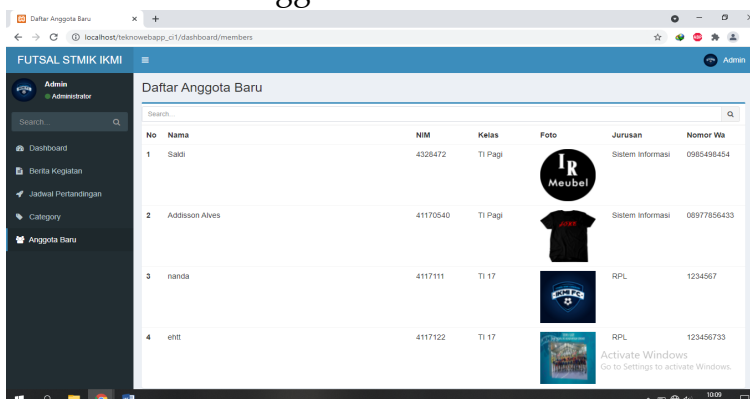 Daftar Anggota Baru
localhost/teknowebapp_ci1/dashboard/members
FUTSAL STMIK IKMI
Admin
Admin
Administrator
Search...
Dashboard
Berita Kegiatan
Jadwal Pertandingan
Category
Anggota Baru
Daftar Anggota Baru
Search...
No Nama NIM Kelas Foto Jurusan Nomor Wa
1 Saldi 4328472 TI Pagi Sistem Informasi 0985498454
IR
Meubel
2 Addisson Alves 41170540 TI Pagi Sistem Informasi 08977856433
3 nanda 4117111 TI 17 RPL 1234567
IKMI FC
4 ehtt 4117122 TI 17 RPL 123456733
Activate Windows
Go to Settings to activate Windows.
10:09